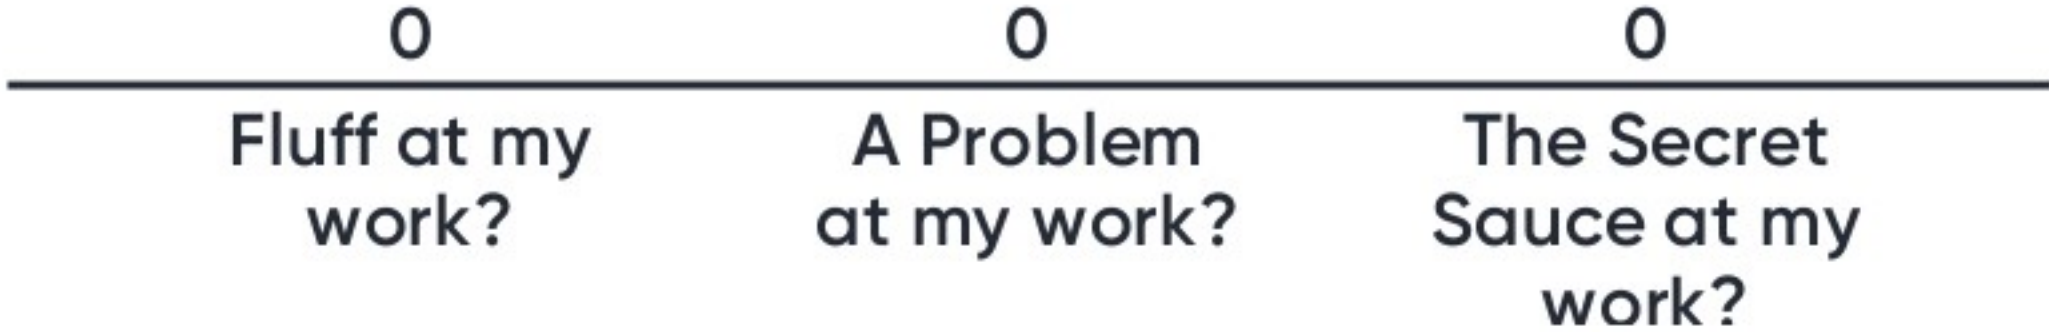 0 0 0
Fluff at my
work?
A Problem
at my work?
The Secret
Sauce at my
work?